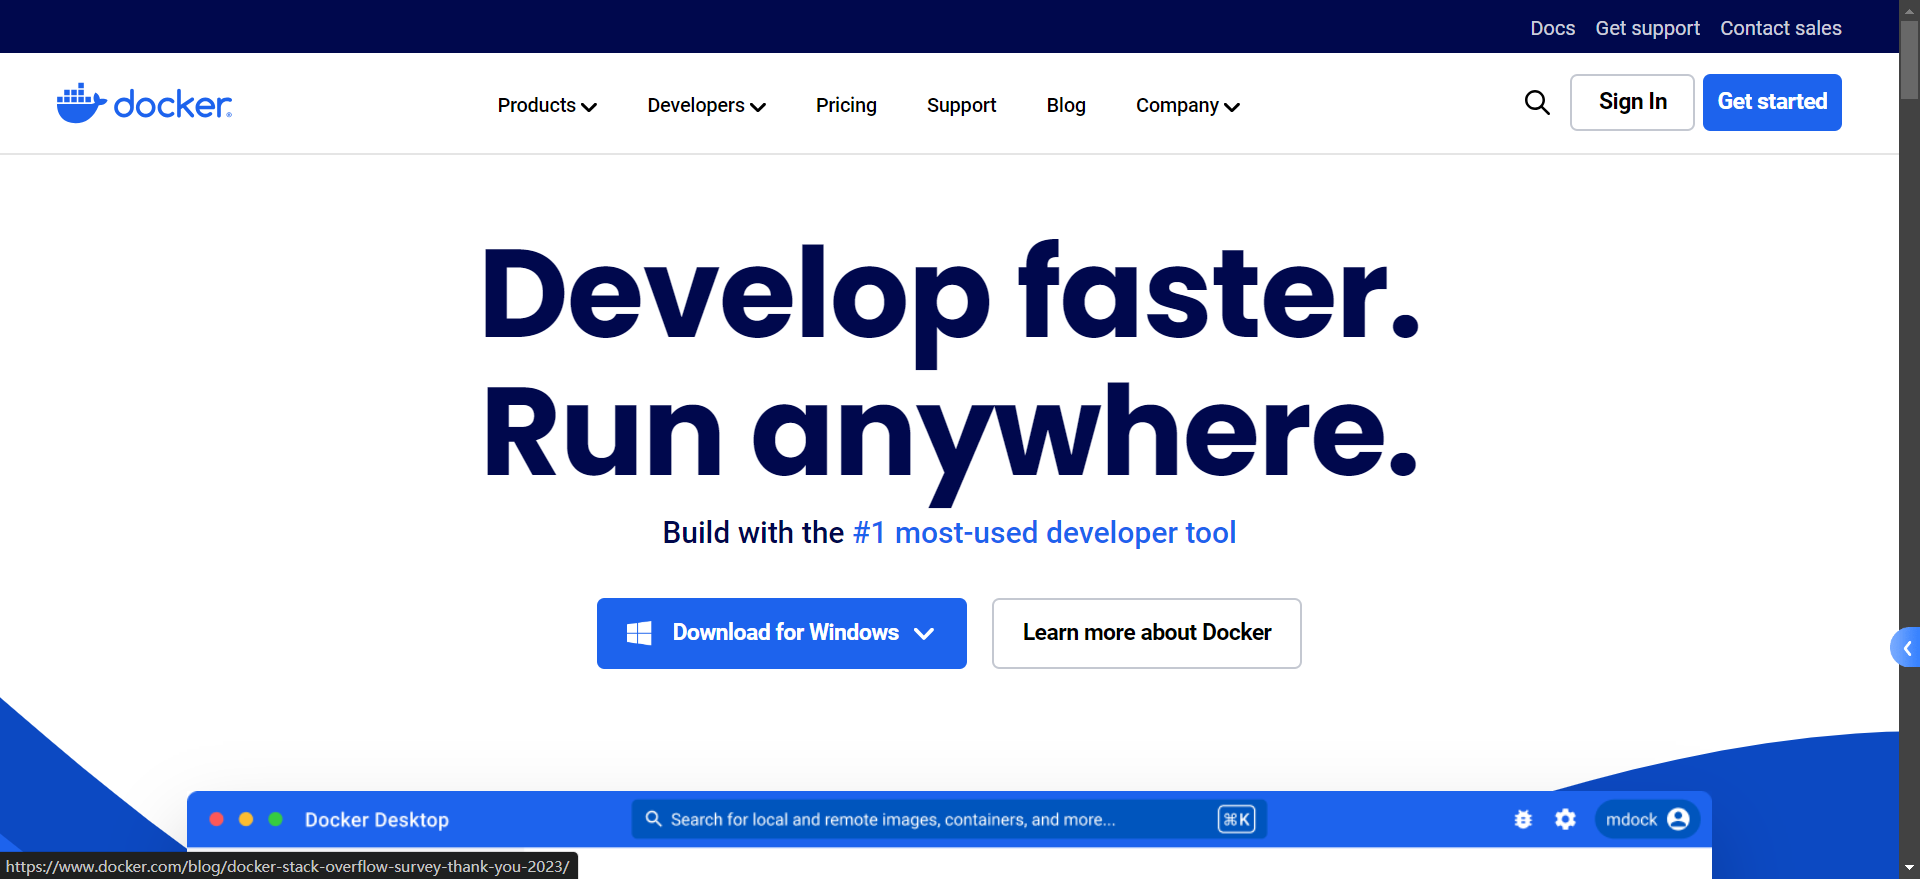 Docs Get support Contact sales
docker
Products Developers Pricing Support Blog Company Sign In Get started
Develop faster.
Run anywhere.
Build with the #1 most-used developer tool
Download for Windows Learn more about Docker
Docker Desktop Search for local and remote images, containers, and more... ⌘K mdock
https://www.docker.com/blog/docker-stack-overflow-survey-thank-you-2023/